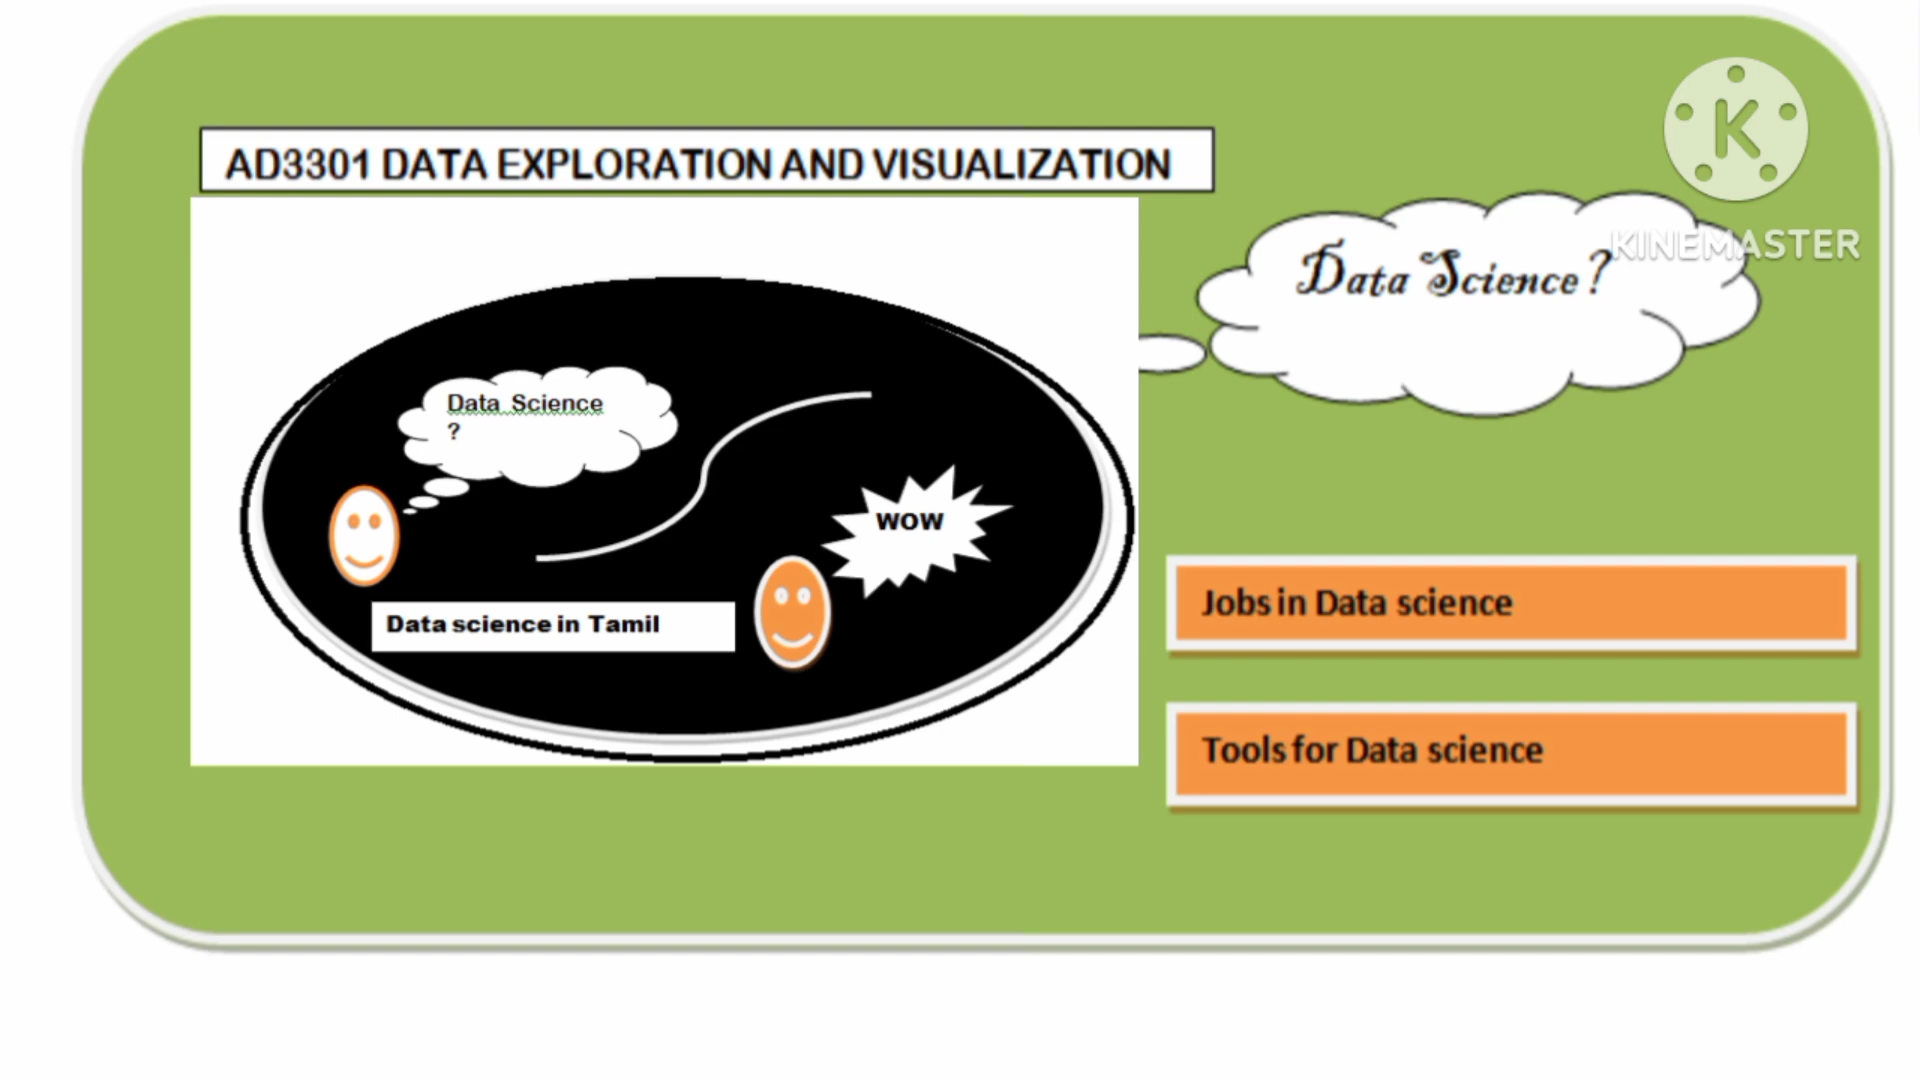 AD3301 DATA EXPLORATION AND VISUALIZATION
K
KINEMASTER
Data Science ?
Data Science
?
WOW
Data science in Tamil
Jobs in Data science
Tools for Data science